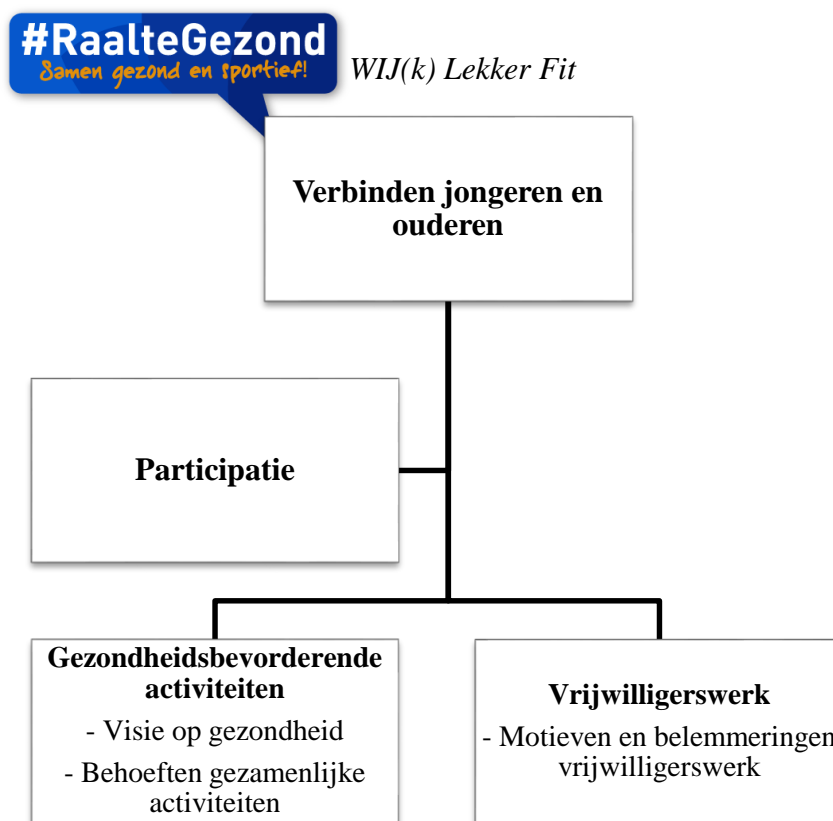 #RaalteGezond
Samen gezond en sportief!
WIJ(k) Lekker Fit
Verbinden jongeren en
ouderen
Participatie
Gezondheidsbevorderende
activiteiten
- Visie op gezondheid
- Behoeften gezamenlijke
activiteiten
Vrijwilligerswerk
- Motieven en belemmeringen
vrijwilligerswerk